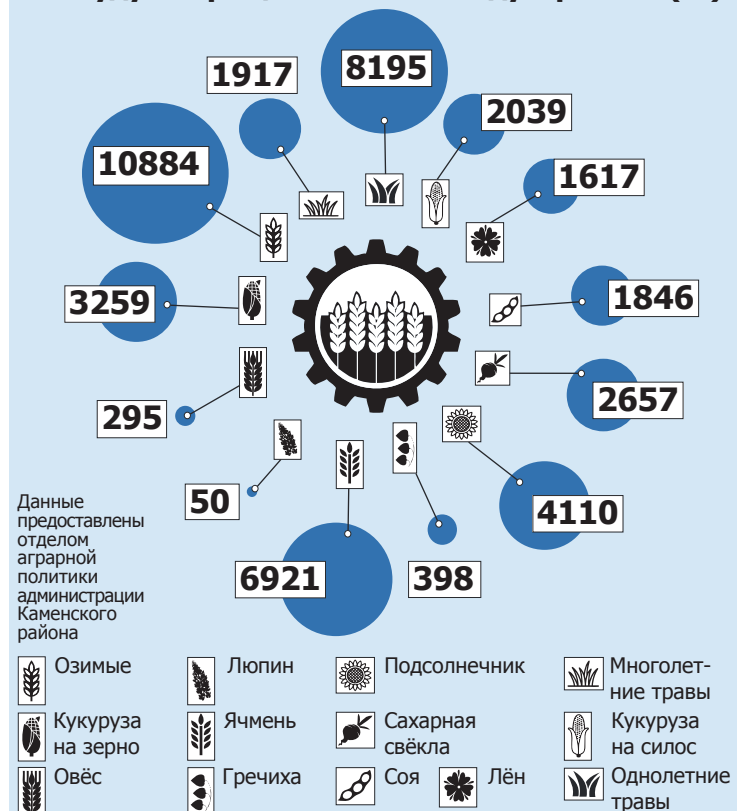 8195
1917
2039
10884
1617
3259
1846
295
2657
50
4110
6921
398
Данные
предоставлены
отделом
аграрной
политики
администрации
Каменского
района
Озимые
Люпин
Подсолнечник
Многолет-
ние травы
Кукуруза
на зерно
Ячмень
Сахарная
свёкла
Кукуруза
на силос
Овёс
Гречиха
Соя
Лён
Однолетние
травы